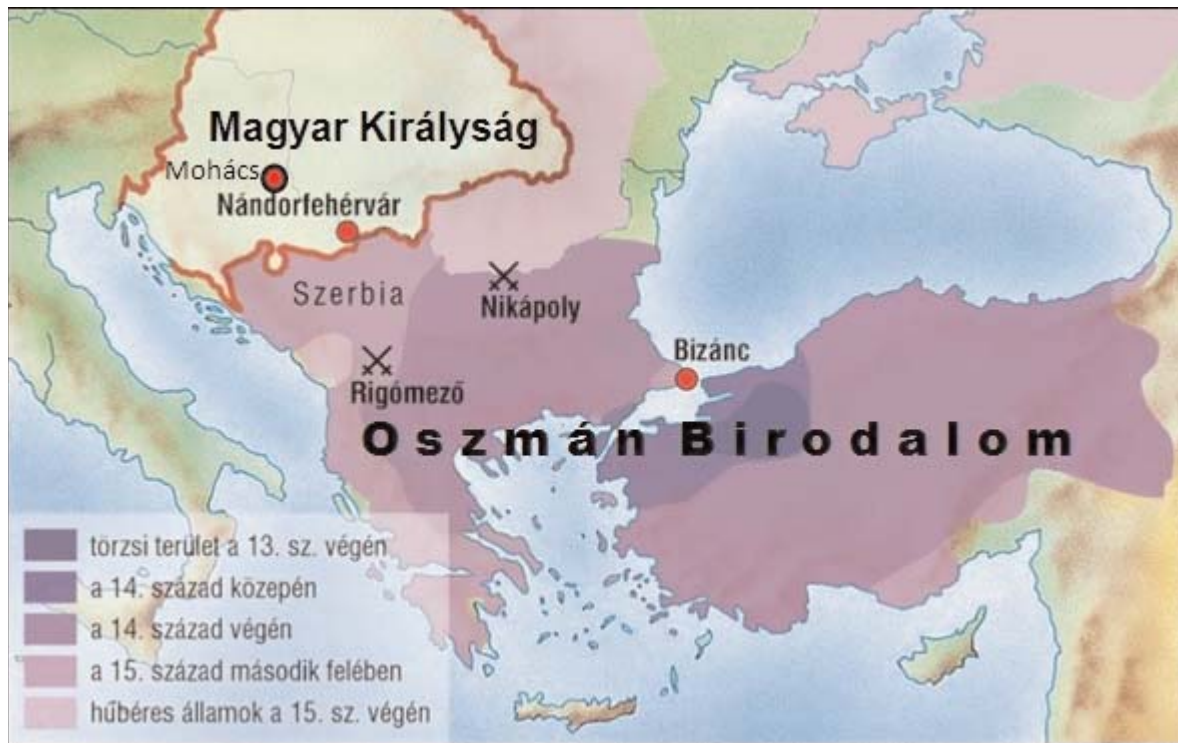 Magyar Királyság
Mohács
Nándorfehérvár
Szerbia
Nikápoly
Bizánc
Rigómező
Oszmán Birodalom
törzsi terület a 13. sz. végén
a 14. század közepén
a 14. század végén
a 15. század második felében
hűbéres államok a 15. sz. végén